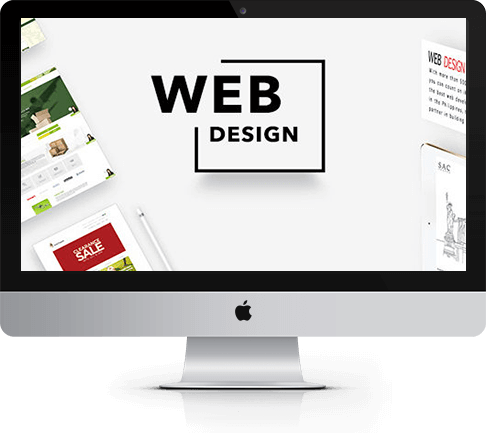 WEB
DESIGN
WEB DESIGN
With more than 500
you can count on
the best web devel
in the Philippines,
partner in building
CLEARANCE
SALE
SAC